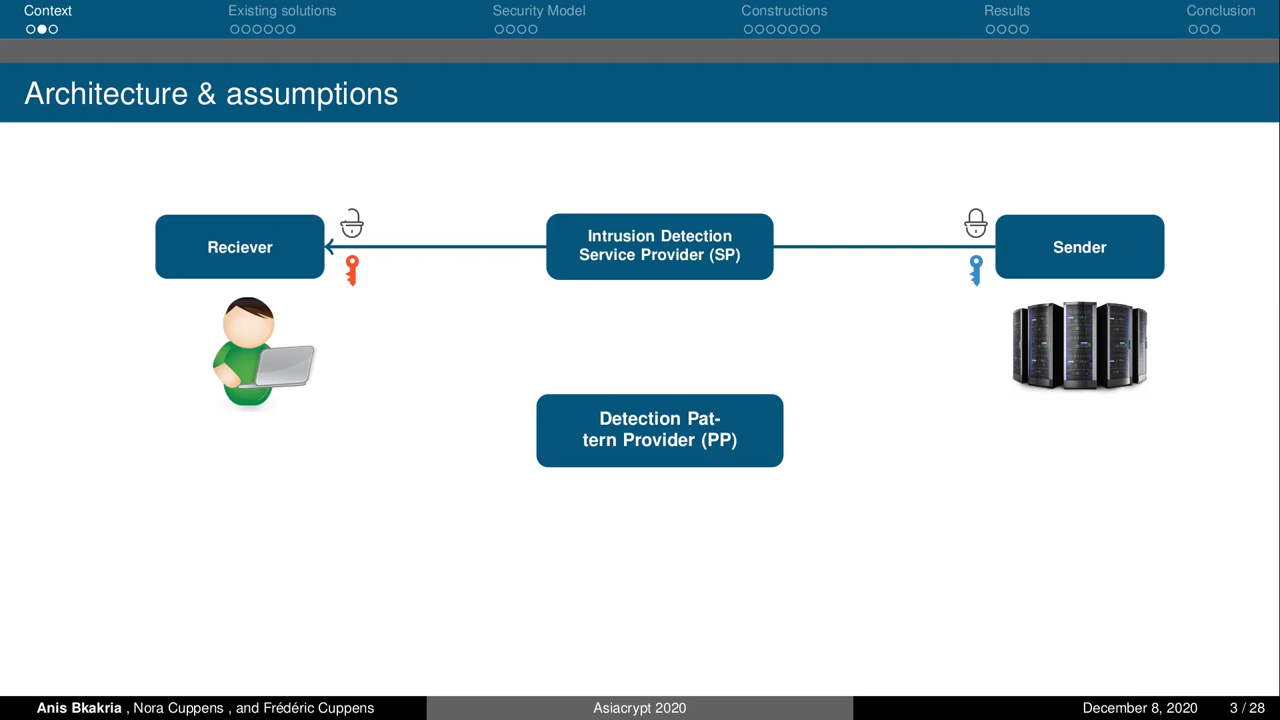 Context Existing solutions Security Model Constructions Results Conclusion
Architecture & assumptions
Reciever
Intrusion Detection
Service Provider (SP)
Sender
Detection Pat-
tern Provider (PP)
Anis Bkakria , Nora Cuppens , and Frédéric Cuppens Asiacrypt 2020 December 8, 2020 3 / 28